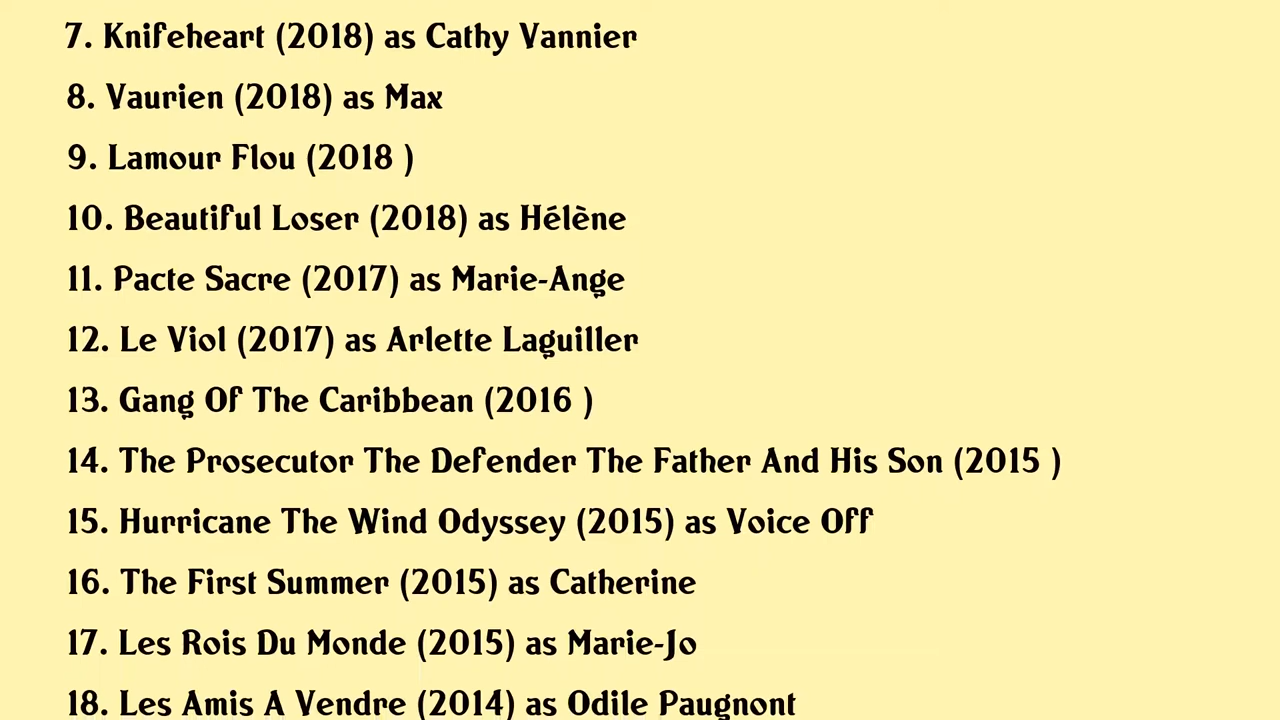 7. Knifeheart (2018) as Cathy Vannier
8. Vaurien (2018) as Max
9. Lamour Flou (2018 )
10. Beautiful Loser (2018) as Hélène
11. Pacte Sacre (2017) as Marie-Ange
12. Le Viol (2017) as Arlette Laguiller
13. Gang Of The Caribbean (2016 )
14. The Prosecutor The Defender The Father And His Son (2015 )
15. Hurricane The Wind Odyssey (2015) as Voice Off
16. The First Summer (2015) as Catherine
17. Les Rois Du Monde (2015) as Marie-Jo
18. Les Amis A Vendre (2014) as Odile Paugnont